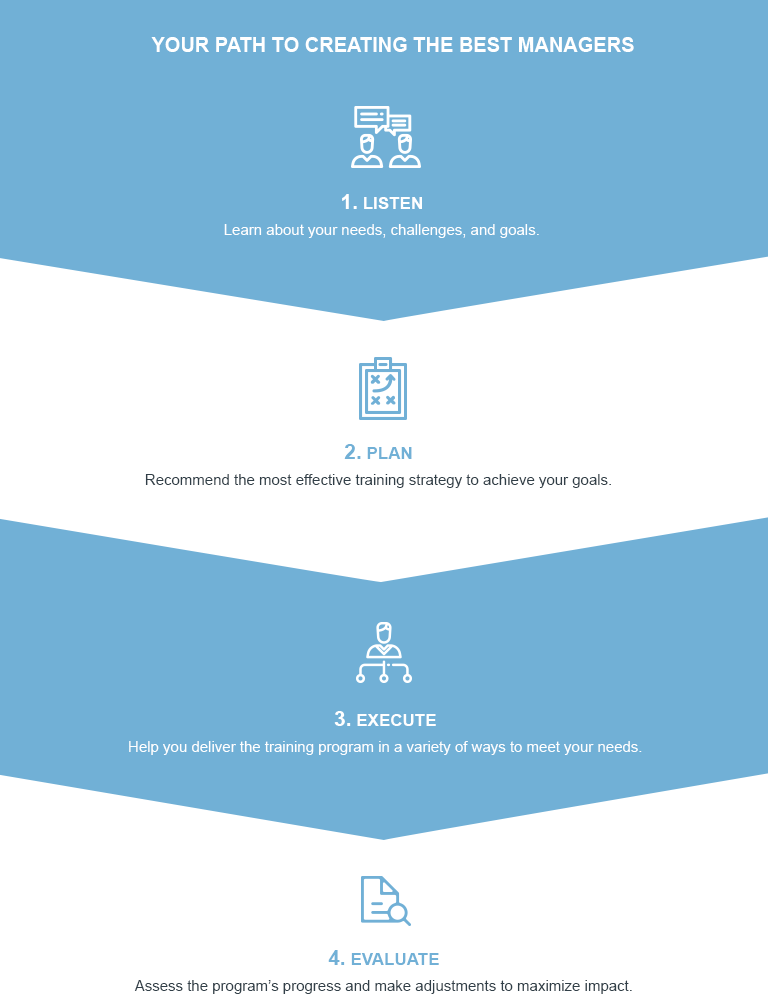 YOUR PATH TO CREATING THE BEST MANAGERS
1. LISTEN
Learn about your needs, challenges, and goals.
2. PLAN
Recommend the most effective training strategy to achieve your goals.
3. EXECUTE
Help you deliver the training program in a variety of ways to meet your needs.
4. EVALUATE
Assess the program’s progress and make adjustments to maximize impact.